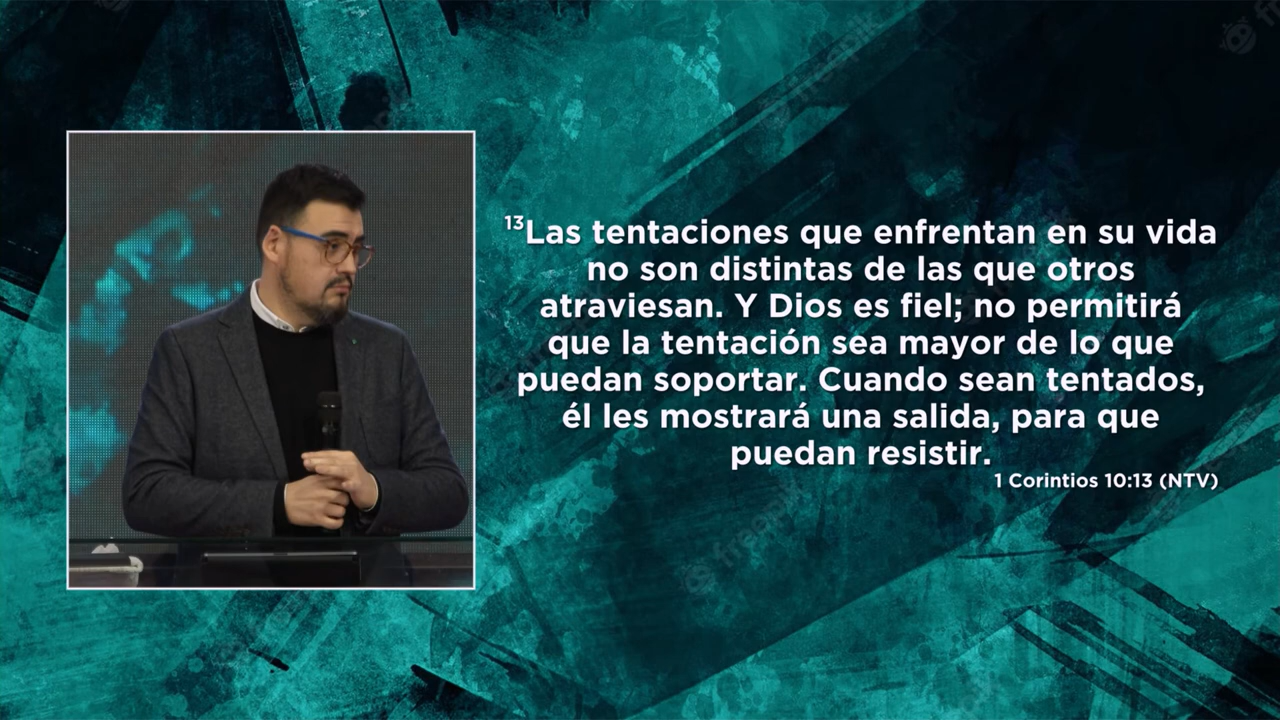 ¹³Las tentaciones que enfrentan en su vida
no son distintas de las que otros
atraviesan. Y Dios es fiel; no permitirá
que la tentación sea mayor de lo que
puedan soportar. Cuando sean tentados,
él les mostrará una salida, para que
puedan resistir.
1 Corintios 10:13 (NTV)
freepik
freepik